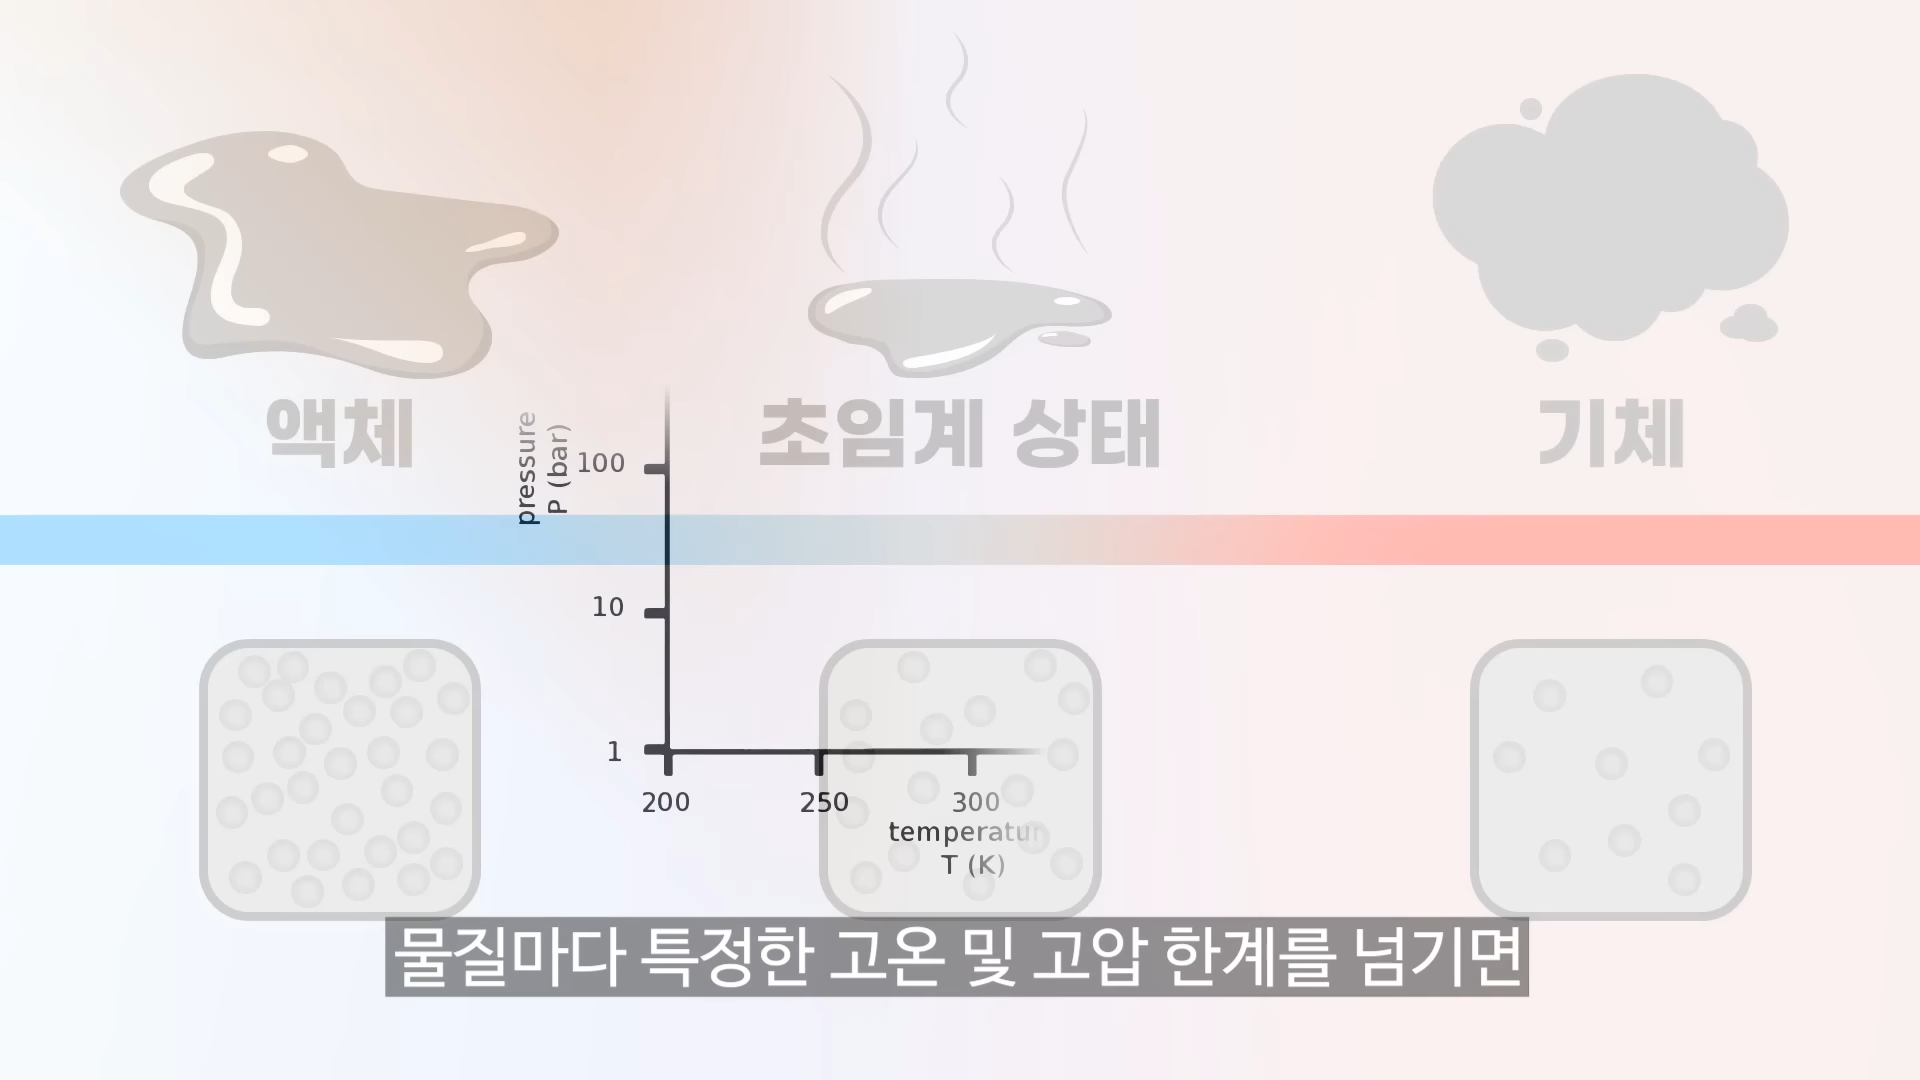 액체
초임계 상태
기체
pressure
P (bar)
100
10
1
200
250
300
temperatur
T (K)
물질마다 특정한 고온 및 고압 한계를 넘기면